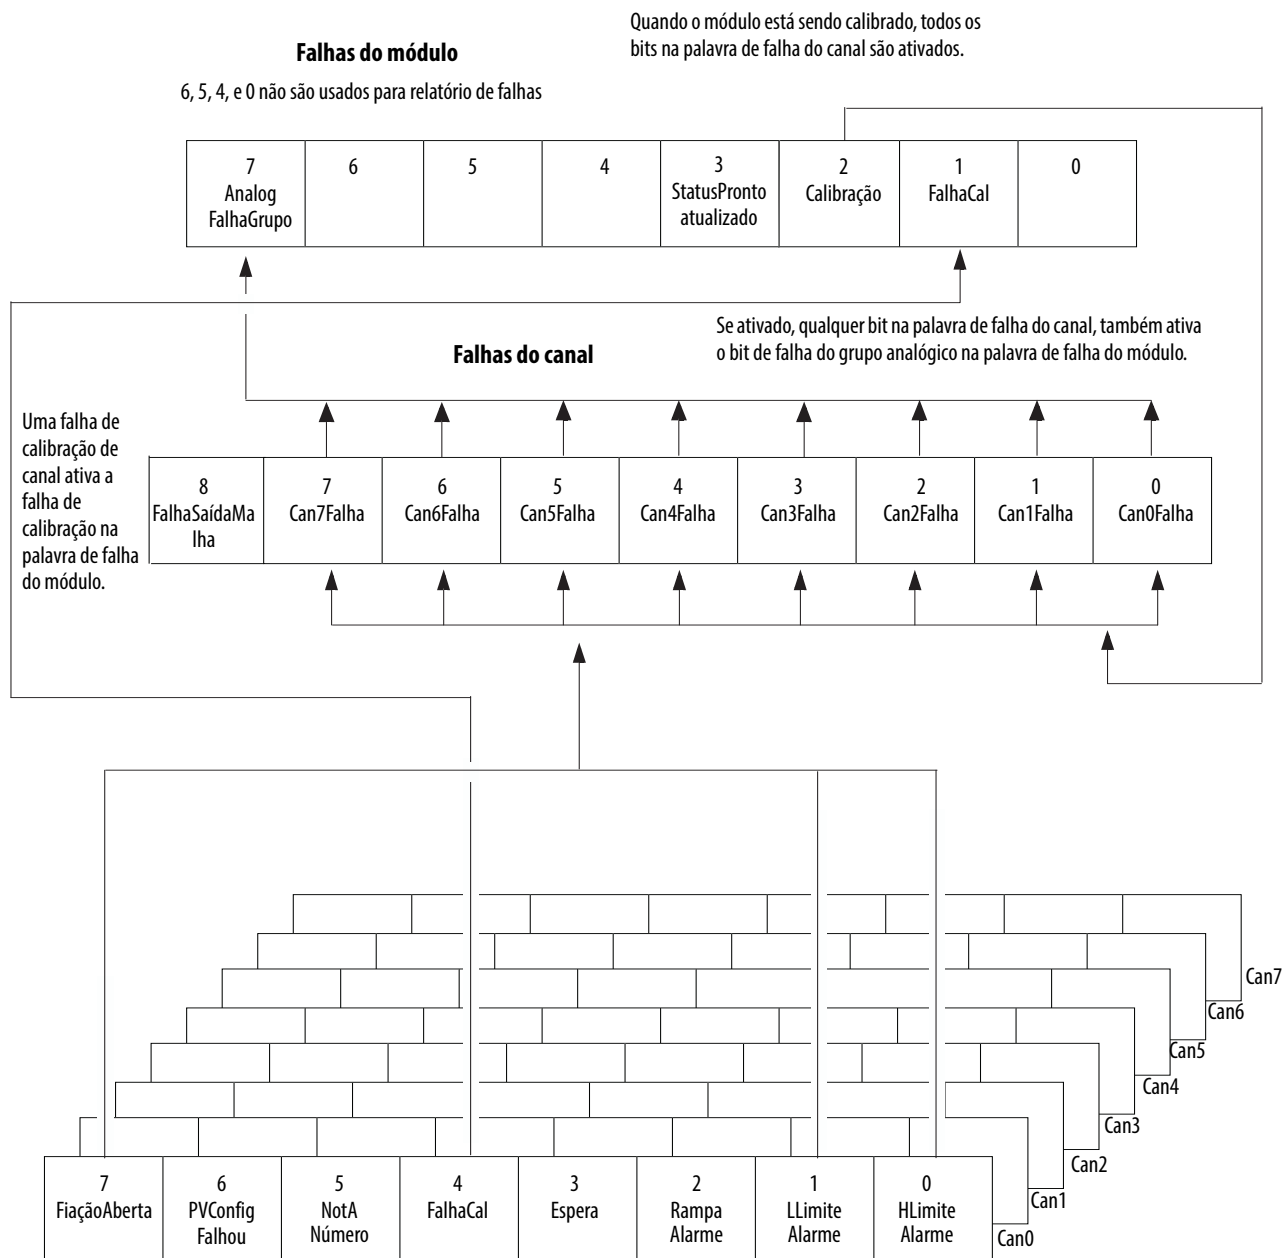 Quando o módulo está sendo calibrado, todos os
bits na palavra de falha do canal são ativados.
Falhas do módulo
6, 5, 4, e 0 não são usados para relatório de falhas
7
Analog
FalhaGrupo
6
5
4
3
StatusPronto
atualizado
2
Calibração
1
FalhaCal
0
Se ativado, qualquer bit na palavra de falha do canal, também ativa
o bit de falha do grupo analógico na palavra de falha do módulo.
Falhas do canal
Uma falha de
calibração de
canal ativa a
falha de
calibração na
palavra de falha
do módulo.
8
FalhaSaídaMa
lha
7
Can7Falha
6
Can6Falha
5
Can5Falha
4
Can4Falha
3
Can3Falha
2
Can2Falha
1
Can1Falha
0
Can0Falha
Can7
Can6
Can5
Can4
Can3
Can2
Can1
Can0
7
FiaçãoAberta
6
PVConfig
Falhou
5
NotA
Número
4
FalhaCal
3
Espera
2
Rampa
Alarme
1
LLimite
Alarme
0
HLimite
Alarme